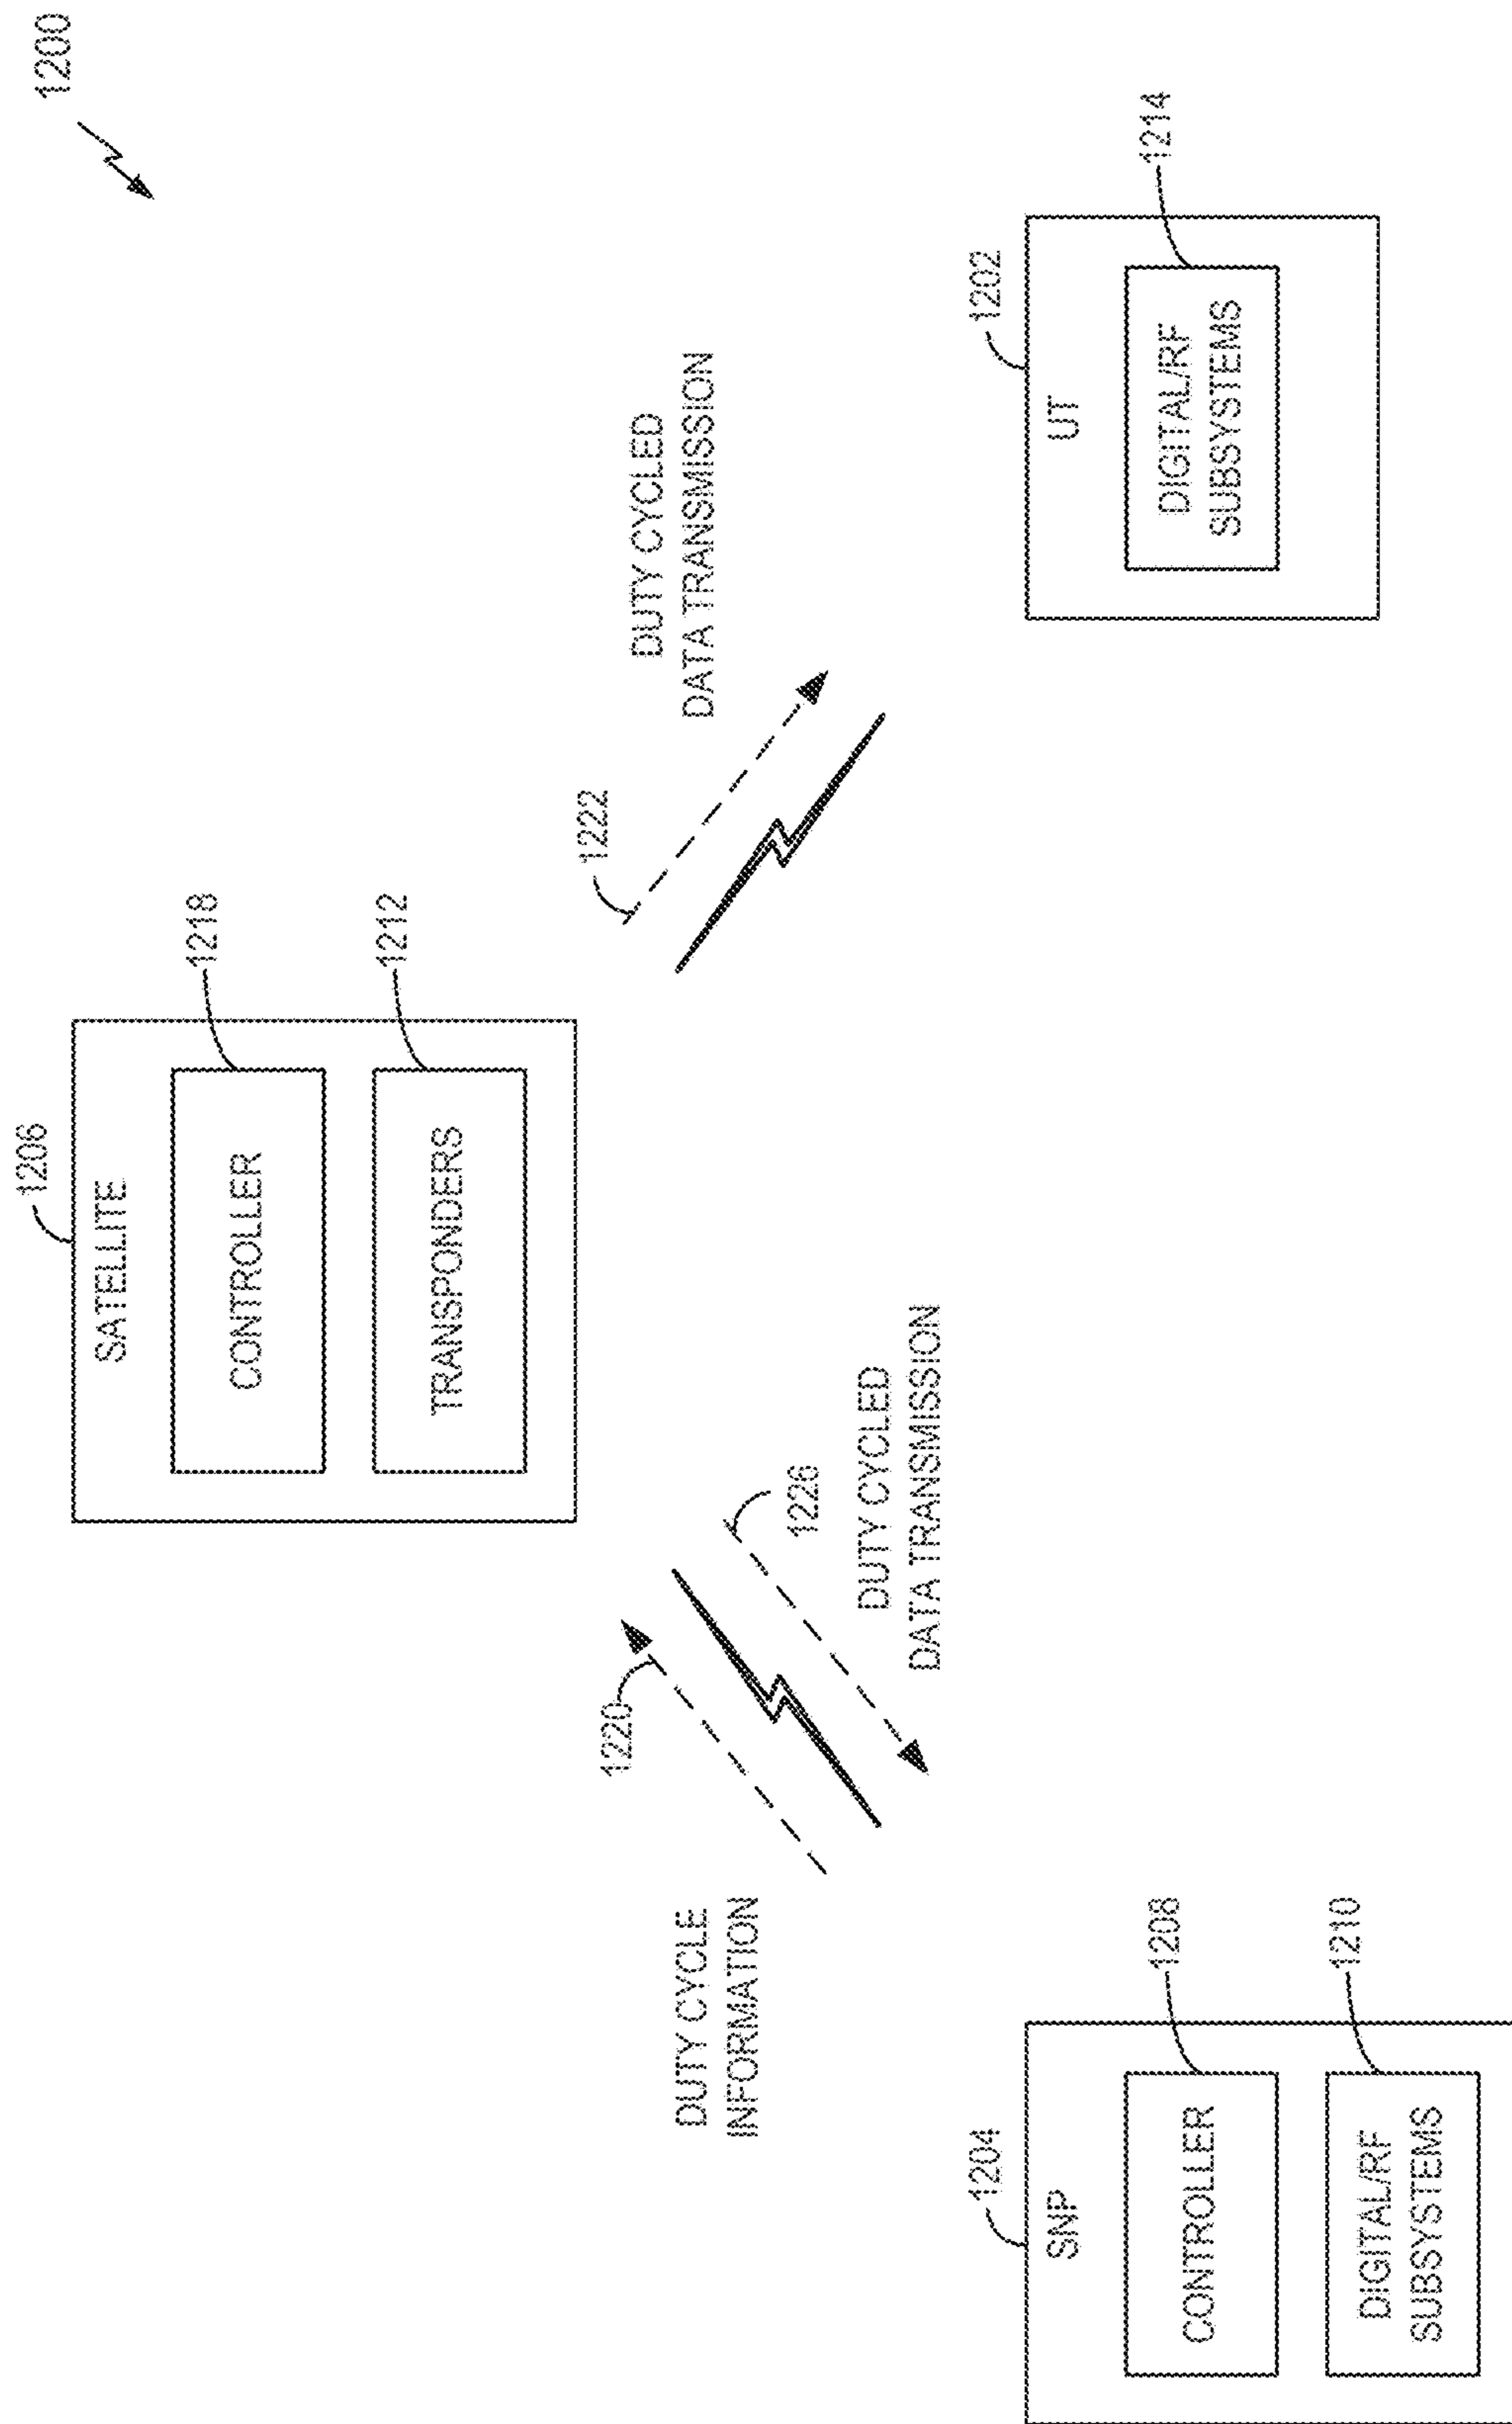 1200
1206
SATELLITE
CONTROLLER
1218
TRANSPONDERS
1212
1220
DUTY CYCLE
INFORMATION
1226
DUTY CYCLED
DATA TRANSMISSION
1222
DUTY CYCLED
DATA TRANSMISSION
1204
SNP
CONTROLLER
1208
DIGITAL/RF
SUBSYSTEMS
1210
1202
UT
DIGITAL/RF
SUBSYSTEMS
1214